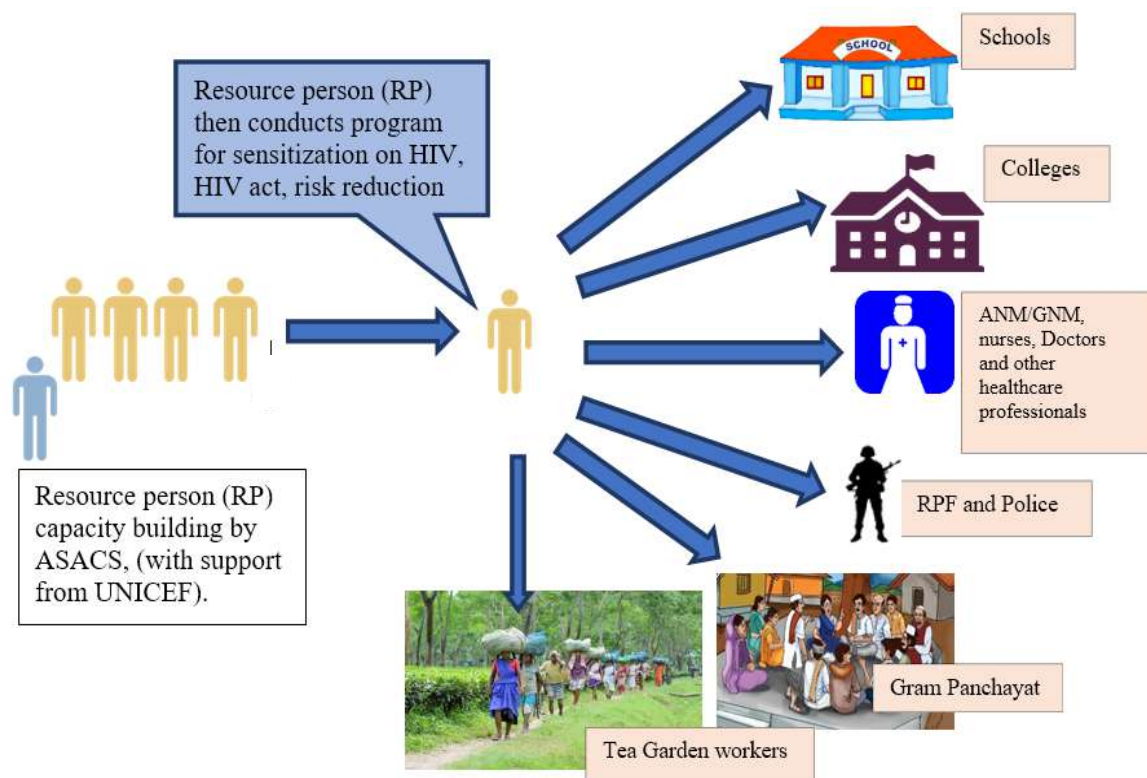 Resource person (RP)
then conducts program
for sensitization on HIV,
HIV act, risk reduction
SCHOOL
Schools
Colleges
ANM/GNM,
nurses, Doctors
and other
healthcare
professionals
RPF and Police
Resource person (RP)
capacity building by
ASACS, (with support
from UNICEF).
Gram Panchayat
Tea Garden workers